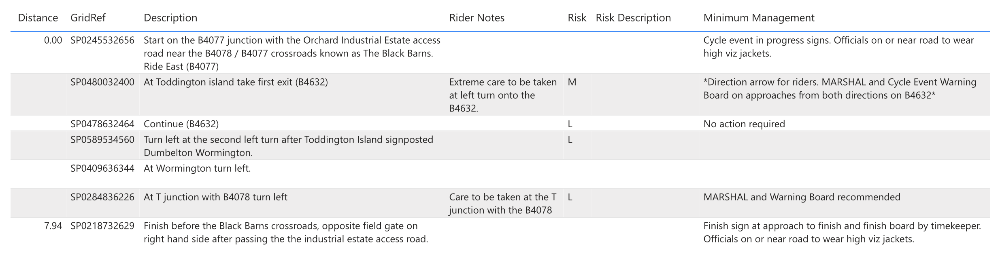 Distance GridRef Description Rider Notes Risk Risk Description Minimum Management
0.00 SP0245532656 Start on the B4077 junction with the Orchard Industrial Estate access Cycle event in progress signs. Officials on or near road to wear
road near the B4078 / B4077 crossroads known as The Black Barns. high viz jackets.
Ride East (B4077)
SP0480032400 At Toddington island take first exit (B4632) Extreme care to be taken M *Direction arrow for riders. MARSHAL and Cycle Event Warning
at left turn onto the Board on approaches from both directions on B4632*
B4632.
SP0478632464 Continue (B4632) L No action required
SP0589534560 Turn left at the second left turn after Toddington Island signposted L
Dumbelton Wormington.
SP0409636344 At Wormington turn left.
SP0284836226 At T junction with B4078 turn left Care to be taken at the T L MARSHAL and Warning Board recommended
junction with the B4078
7.94 SP0218732629 Finish before the Black Barns crossroads, opposite field gate on Finish sign at approach to finish and finish board by timekeeper.
right hand side after passing the the industrial estate access road. Officials on or near road to wear high viz jackets.